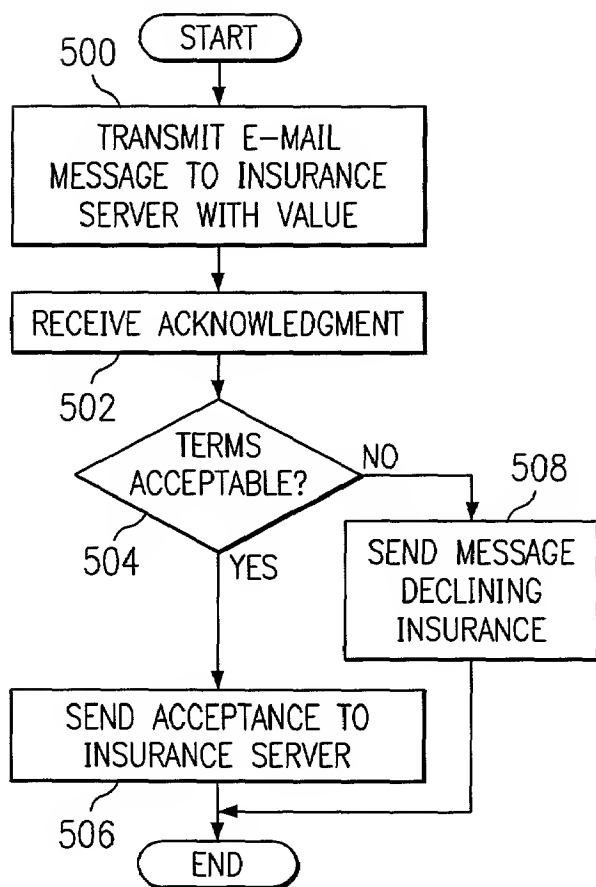 START
500
TRANSMIT E-MAIL
MESSAGE TO INSURANCE
SERVER WITH VALUE
RECEIVE ACKNOWLEDGMENT
502
TERMS
ACCEPTABLE?
NO
504
YES
508
SEND MESSAGE
DECLINING
INSURANCE
SEND ACCEPTANCE TO
INSURANCE SERVER
506
END